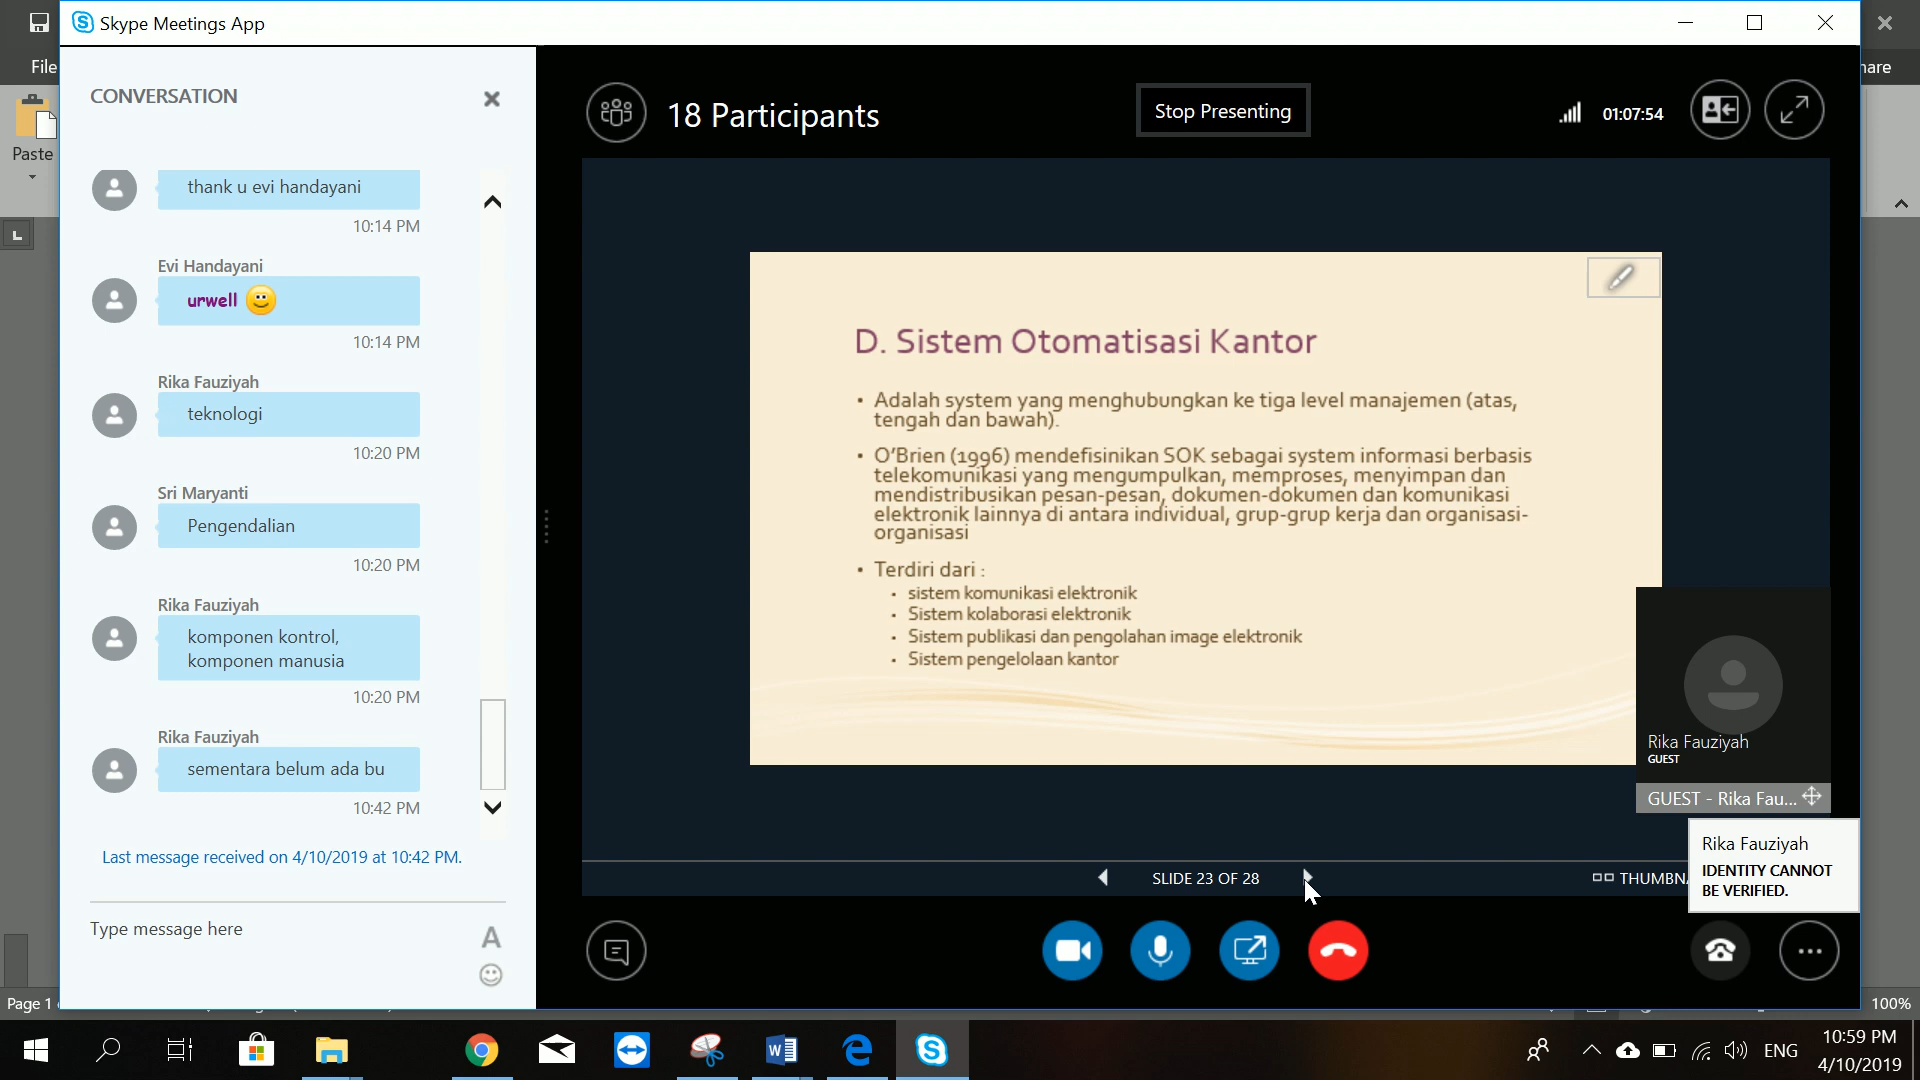 Skype Meetings App
File
Paste
Page 1
CONVERSATION
thank u evi handayani
10:14 PM
Evi Handayani
urwell
10:14 PM
Rika Fauziyah
teknologi
10:20 PM
Sri Maryanti
Pengendalian
10:20 PM
Rika Fauziyah
komponen kontrol,
komponen manusia
10:20 PM
Rika Fauziyah
sementara belum ada bu
10:42 PM
Last message received on 4/10/2019 at 10:42 PM.
Type message here
18 Participants
Stop Presenting
01:07:54
D. Sistem Otomatisasi Kantor
• Adalah system yang menghubungkan ke tiga level manajemen (atas,
tengah dan bawah).
• O'Brien (1996) mendefisinikan SOK sebagai system informasi berbasis
telekomunikasi yang mengumpulkan, memproses, menyimpan dan
mendistribusikan pesan-pesan, dokumen-dokumen dan komunikasi
elektronik lainnya di antara individual, grup-grup kerja dan organisasi-
organisasi
• Terdiri dari :
• sistem komunikasi elektronik
• Sistem kolaborasi elektronik
• Sistem publikasi dan pengolahan image elektronik
• Sistem pengelolaan kantor
Rika Fauziyah
GUEST
GUEST - Rika Fau...
Rika Fauziyah
IDENTITY CANNOT
BE VERIFIED.
SLIDE 23 OF 28
THUMBN
are
100%
ENG
10:59 PM
4/10/2019